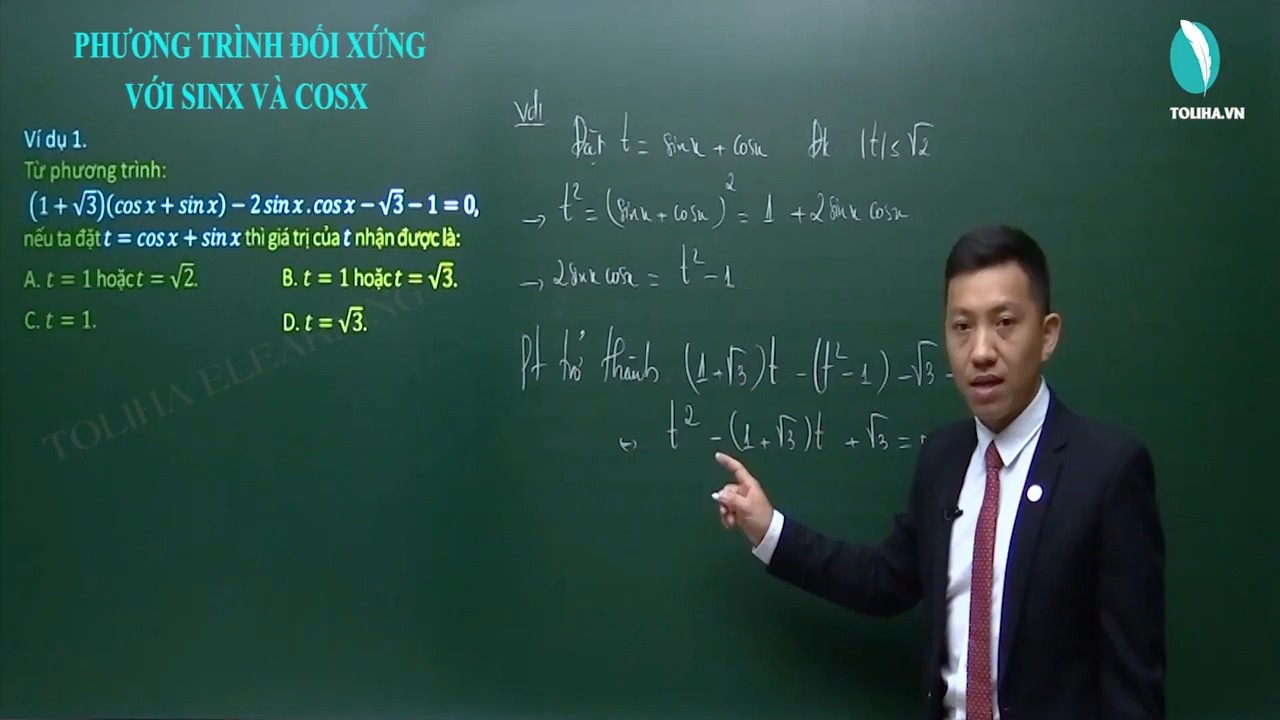 PHƯƠNG TRÌNH ĐỐI XỨNG
VỚI SINX VÀ COSX
Ví dụ 1.
Từ phương trình:
(1 + √3)(cos x + sin x) − 2 sin x. cos x − √3 − 1 = 0,
nếu ta đặt t = cos x + sin x thì giá trị của t nhận được là:
A. t = 1 hoặc t = √2.
B. t = 1 hoặc t = √3.
C. t = 1.
D. t = √3.
TOLIHA ELEARNING
TOLIHA.VN
Vd1
Đặt t = sinx + cosx Đk |t| ≤ √2
→ t² = (sinx + cosx)² = 1 + 2sinx cosx
→ 2sinx cosx = t² − 1
Pt trở thành (1 + √3)t − (t² − 1) − √3 −
⇔ t² − (1 + √3)t + √3 =